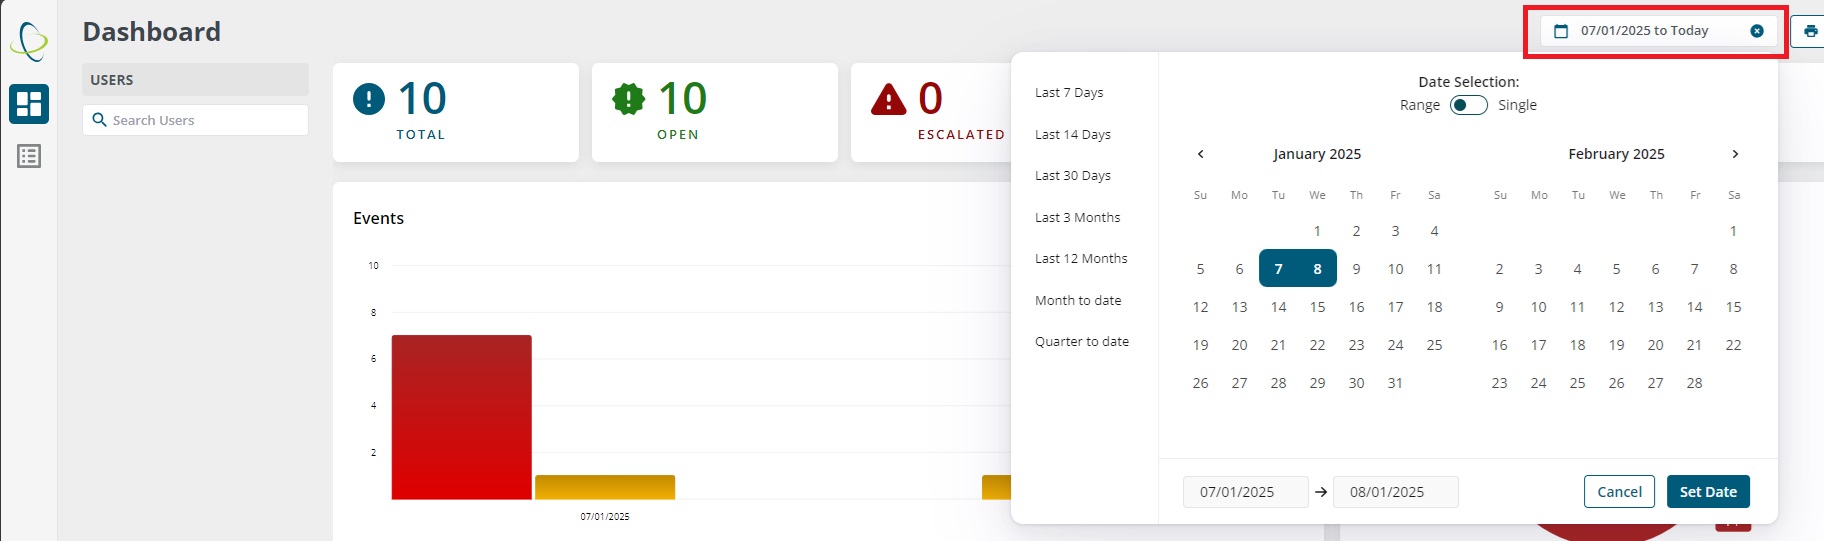 Dashboard
07/01/2025 to Today
USERS
Search Users
10
TOTAL
10
OPEN
0
ESCALATED
Events
10
8
6
4
2
07/01/2025
Last 7 Days
Last 14 Days
Last 30 Days
Last 3 Months
Last 12 Months
Month to date
Quarter to date
Date Selection:
Range Single
January 2025
Su Mo Tu We Th Fr Sa
1 2 3 4
5 6 7 8 9 10 11
12 13 14 15 16 17 18
19 20 21 22 23 24 25
26 27 28 29 30 31
February 2025
Su Mo Tu We Th Fr Sa
1
2 3 4 5 6 7 8
9 10 11 12 13 14 15
16 17 18 19 20 21 22
23 24 25 26 27 28
07/01/2025 → 08/01/2025
Cancel Set Date